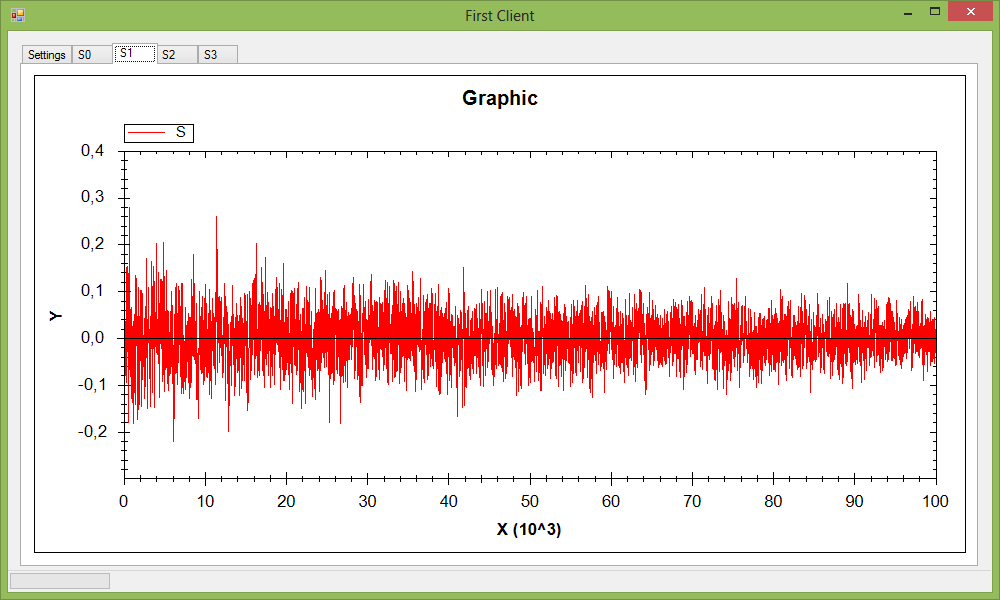 First Client
Settings S0 S1 S2 S3
Graphic
S
0,4
0,3
0,2
0,1
0,0
-0,1
-0,2
Y
0 10 20 30 40 50 60 70 80 90 100
X (10^3)